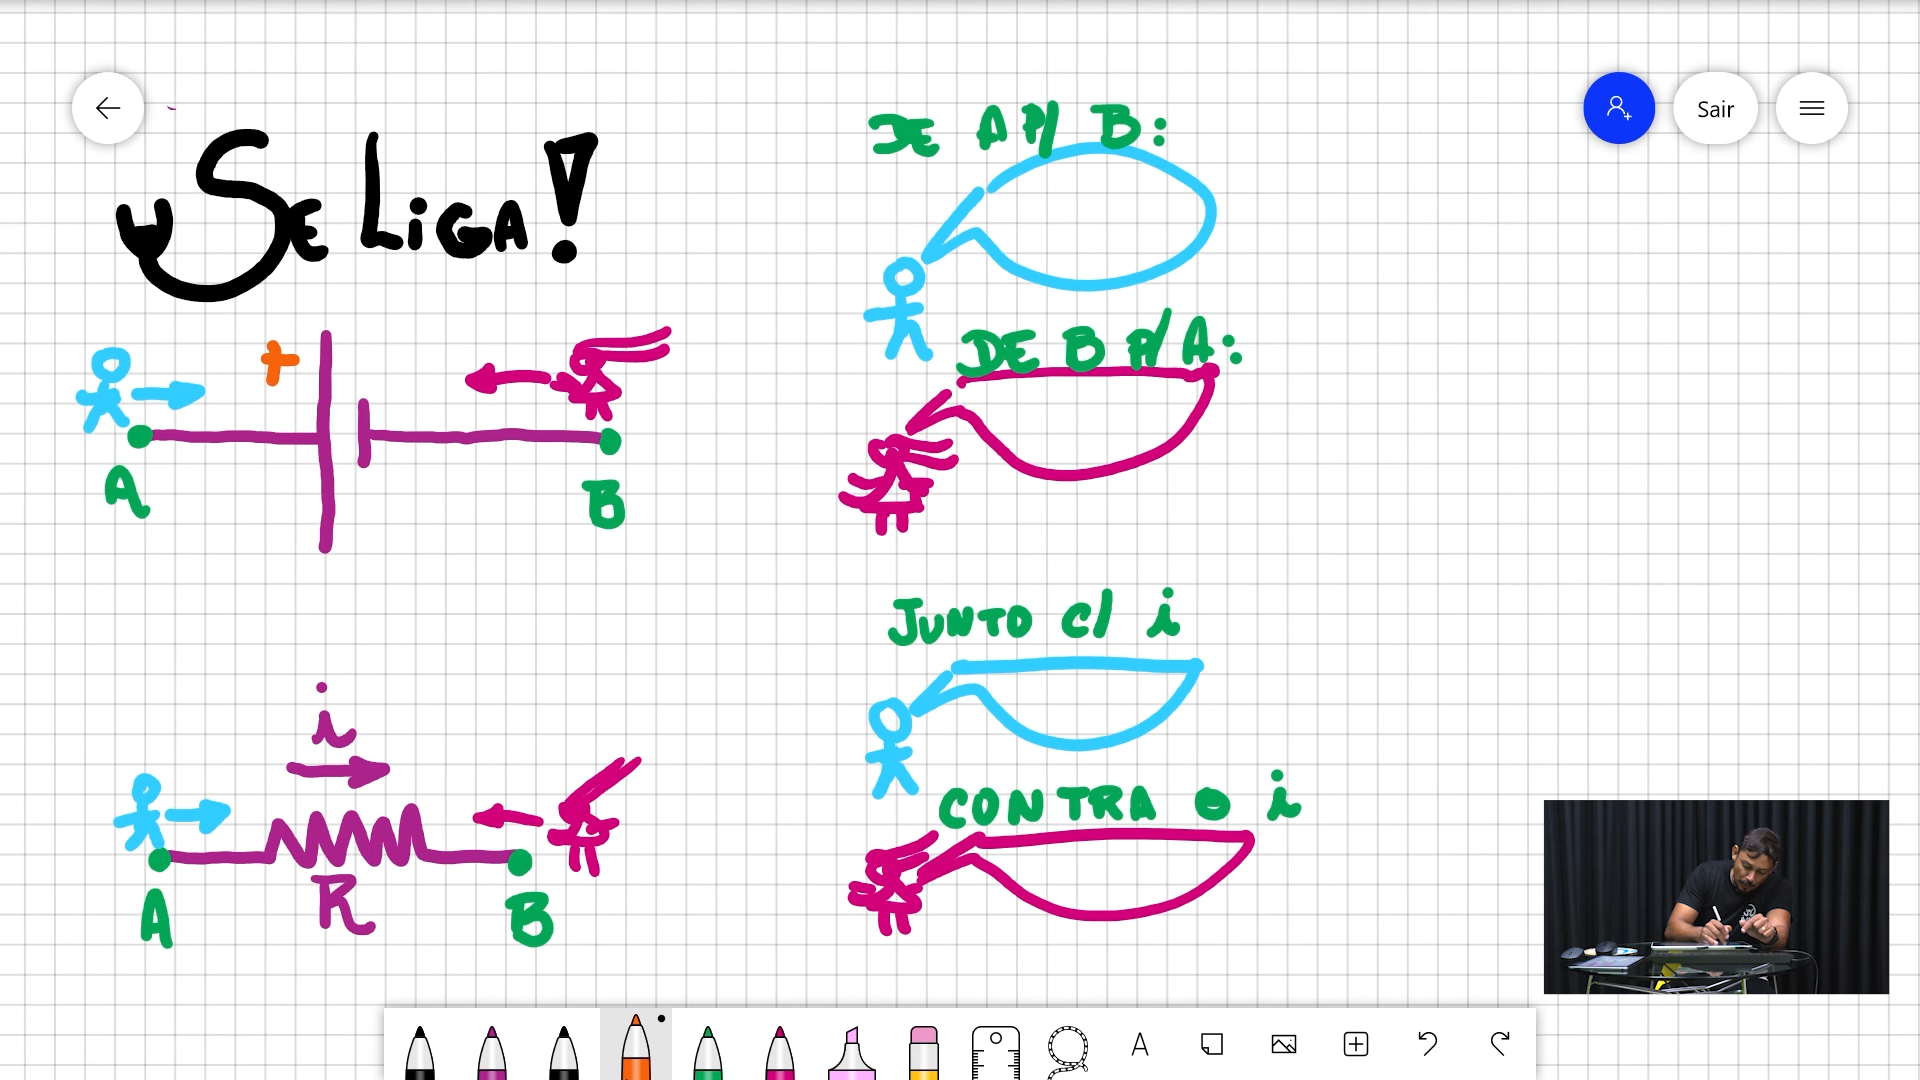 SE LIGA!
+
A
B
DE A P/ B:
DE B P/ A:
i
R
A
B
JUNTO C/ i
CONTRA O i
Sair
A